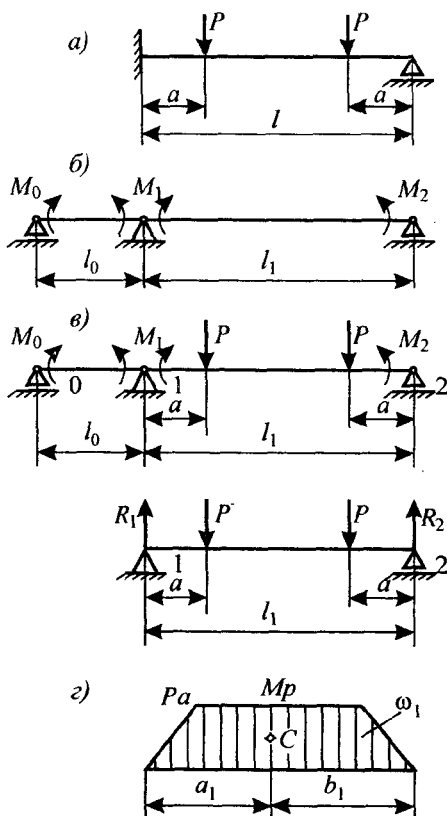 а)
P P
a a
l
б)
M₀ M₁ M₂
l₀ l₁
в)
M₀ M₁ P P M₂
0 1 2
a a
l₀ l₁
R₁ P P R₂
1 2
a a
l₁
г)
Pa Mp ω₁
C
a₁ b₁